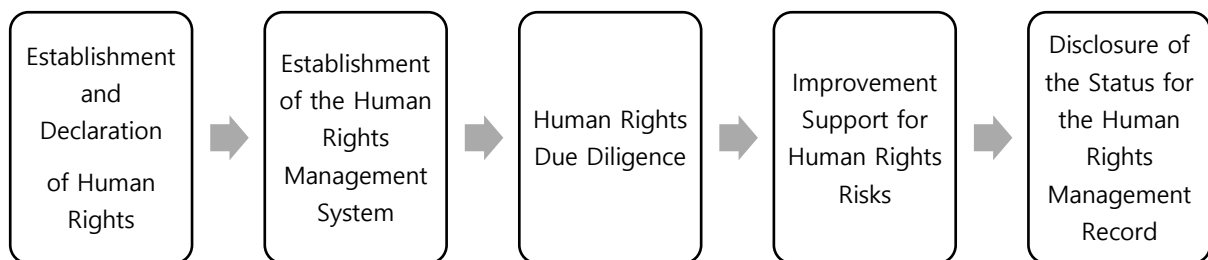 Establishment
and
Declaration
of Human
Rights
Establishment
of the Human
Rights
Management
System
Human Rights
Due Diligence
Improvement
Support for
Human Rights
Risks
Disclosure of
the Status for
the Human
Rights
Management
Record